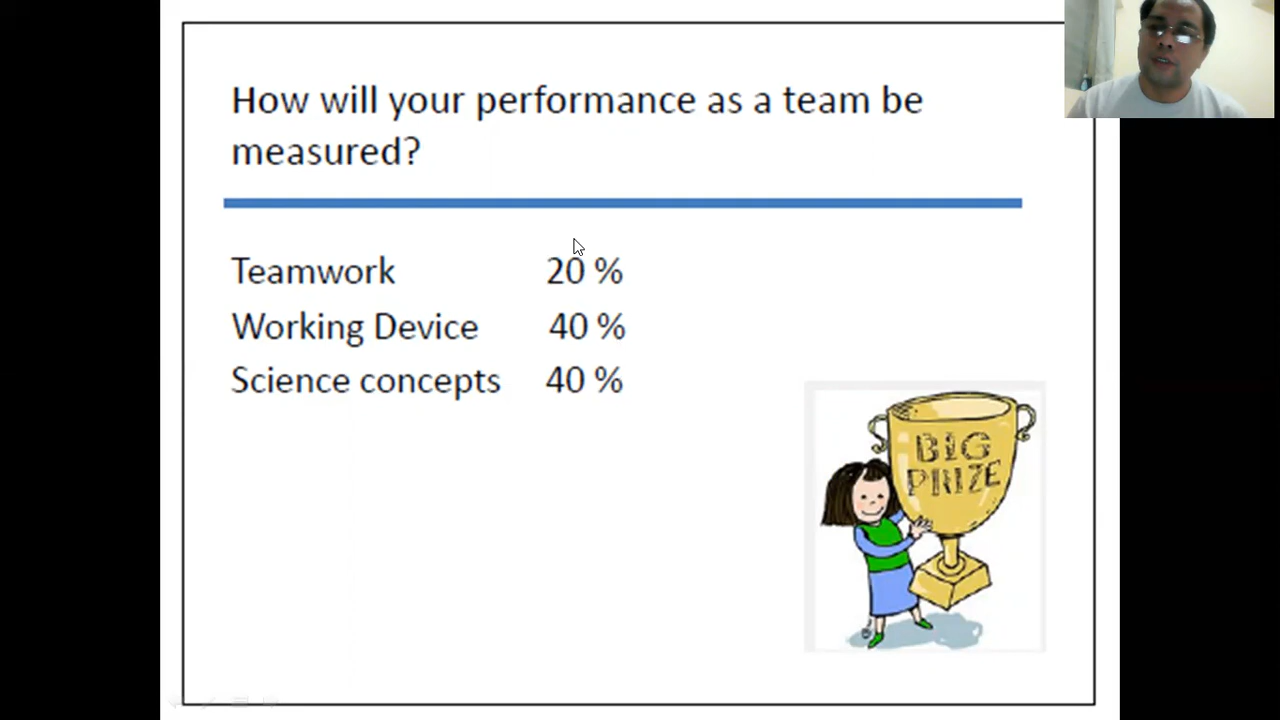 How will your performance as a team be
measured?
Teamwork 20 %
Working Device 40 %
Science concepts 40 %
BIG
PRIZE